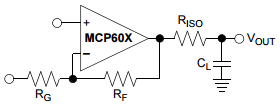 +
MCP60X
−
R_ISO
V_OUT
C_L
R_G
R_F